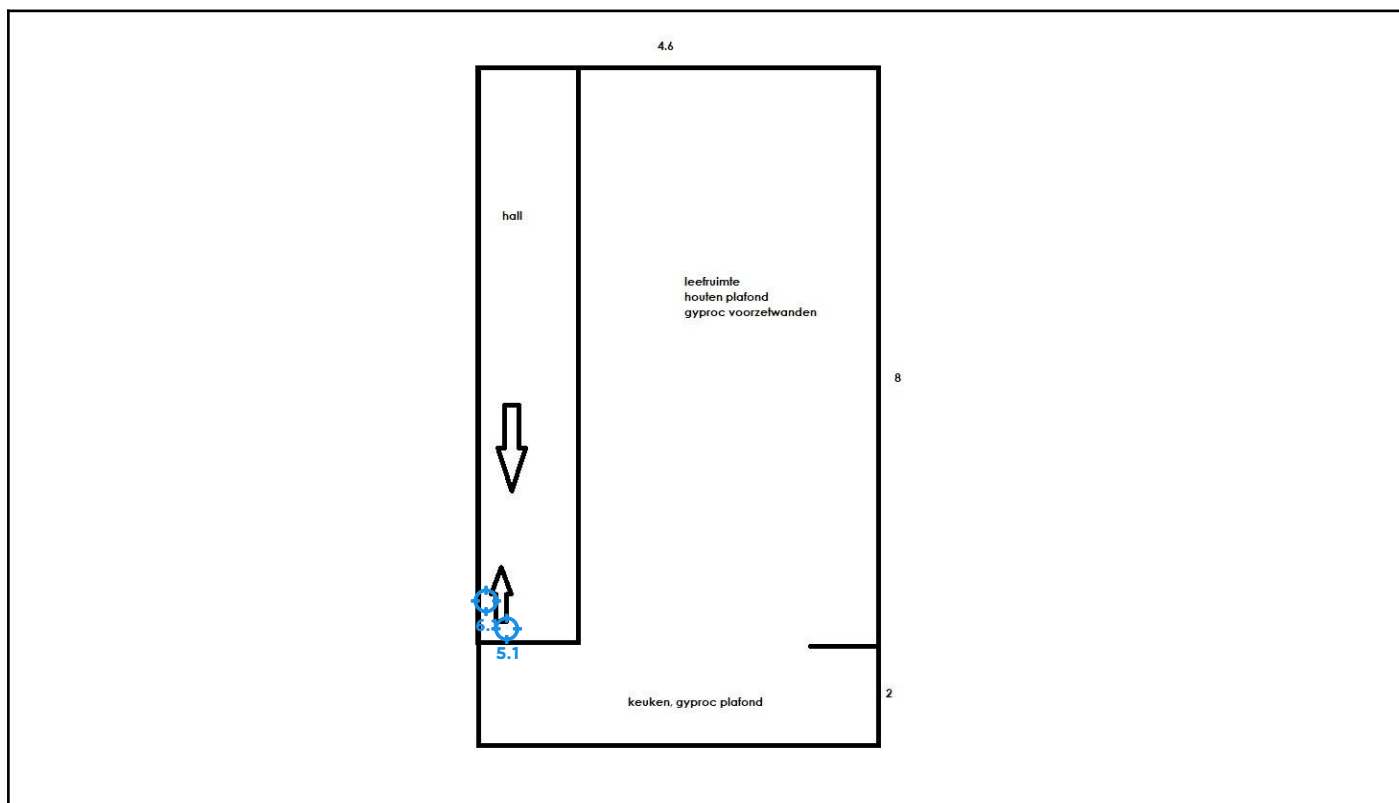 4.6
hall
leefruimte
houten plafond
gyproc voorzetwanden
8
5.1
keuken, gyproc plafond
2